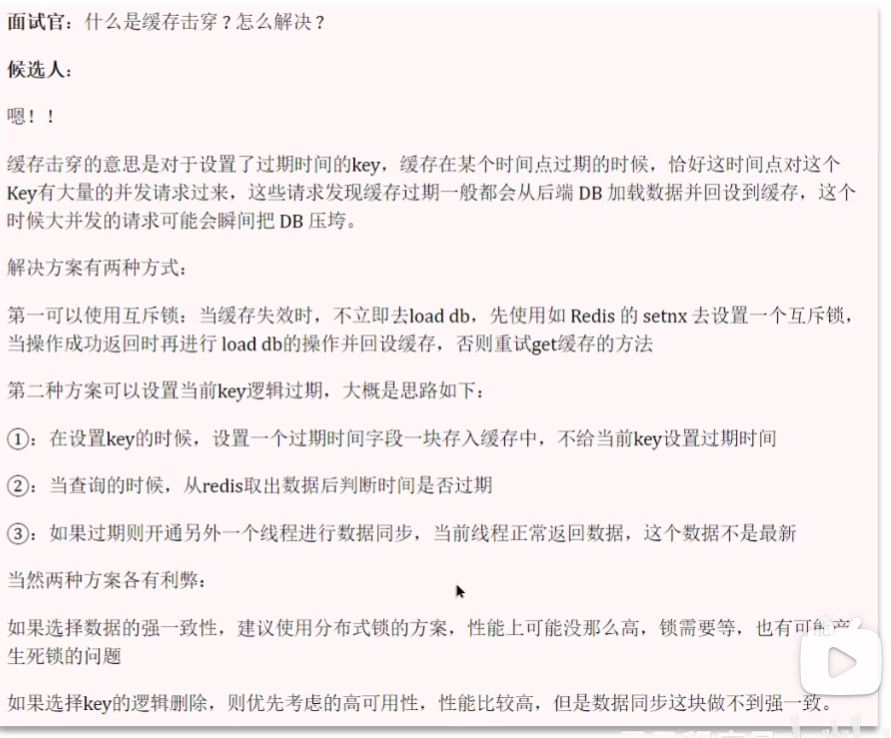 面试官：什么是缓存击穿？怎么解决？
候选人：
嗯！！
缓存击穿的意思是对于设置了过期时间的key，缓存在某个时间点过期的时候，恰好这时间点对这个
Key有大量的并发请求过来，这些请求发现缓存过期一般都会从后端 DB 加载数据并回设到缓存，这个
时候大并发的请求可能会瞬间把 DB 压垮。
解决方案有两种方式：
第一可以使用互斥锁：当缓存失效时，不立即去load db，先使用如 Redis 的 setnx 去设置一个互斥锁，
当操作成功返回时再进行 load db的操作并回设缓存，否则重试get缓存的方法
第二种方案可以设置当前key逻辑过期，大概是思路如下：
①：在设置key的时候，设置一个过期时间字段一块存入缓存中，不给当前key设置过期时间
②：当查询的时候，从redis取出数据后判断时间是否过期
③：如果过期则开通另外一个线程进行数据同步，当前线程正常返回数据，这个数据不是最新
当然两种方案各有利弊：
如果选择数据的强一致性，建议使用分布式锁的方案，性能上可能没那么高，锁需要等，也有可能产
生死锁的问题
如果选择key的逻辑删除，则优先考虑的高可用性，性能比较高，但是数据同步这块做不到强一致。